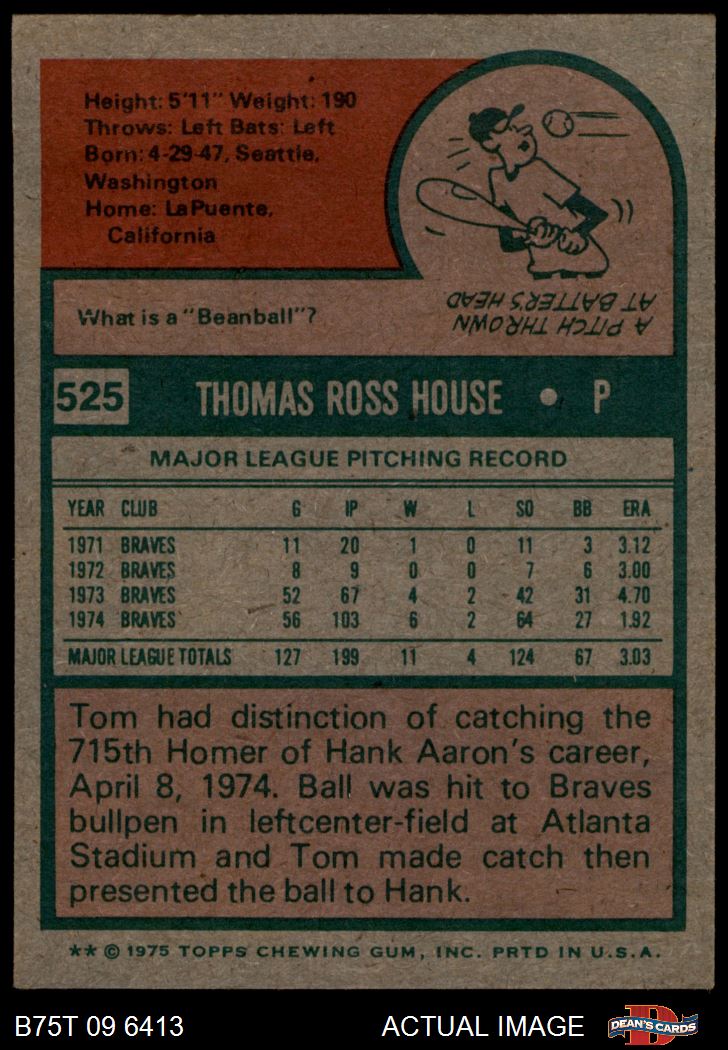 Height: 5'11" Weight: 190
Throws: Left Bats: Left
Born: 4-29-47, Seattle,
Washington
Home: LaPuente,
California
What is a "Beanball"?
A PITCH THROWN
AT BATTER'S HEAD
525 THOMAS ROSS HOUSE • P
MAJOR LEAGUE PITCHING RECORD
YEAR CLUB G IP W L SO BB ERA
1971 BRAVES 11 20 1 0 11 3 3.12
1972 BRAVES 8 9 0 0 7 6 3.00
1973 BRAVES 52 67 4 2 42 31 4.70
1974 BRAVES 56 103 6 2 64 27 1.92
MAJOR LEAGUE TOTALS 127 199 11 4 124 67 3.03
Tom had distinction of catching the
715th Homer of Hank Aaron's career,
April 8, 1974. Ball was hit to Braves
bullpen in leftcenter-field at Atlanta
Stadium and Tom made catch then
presented the ball to Hank.
** © 1975 TOPPS CHEWING GUM, INC. PRTD IN U.S.A.
B75T 09 6413 ACTUAL IMAGE D DEAN'S CARDS